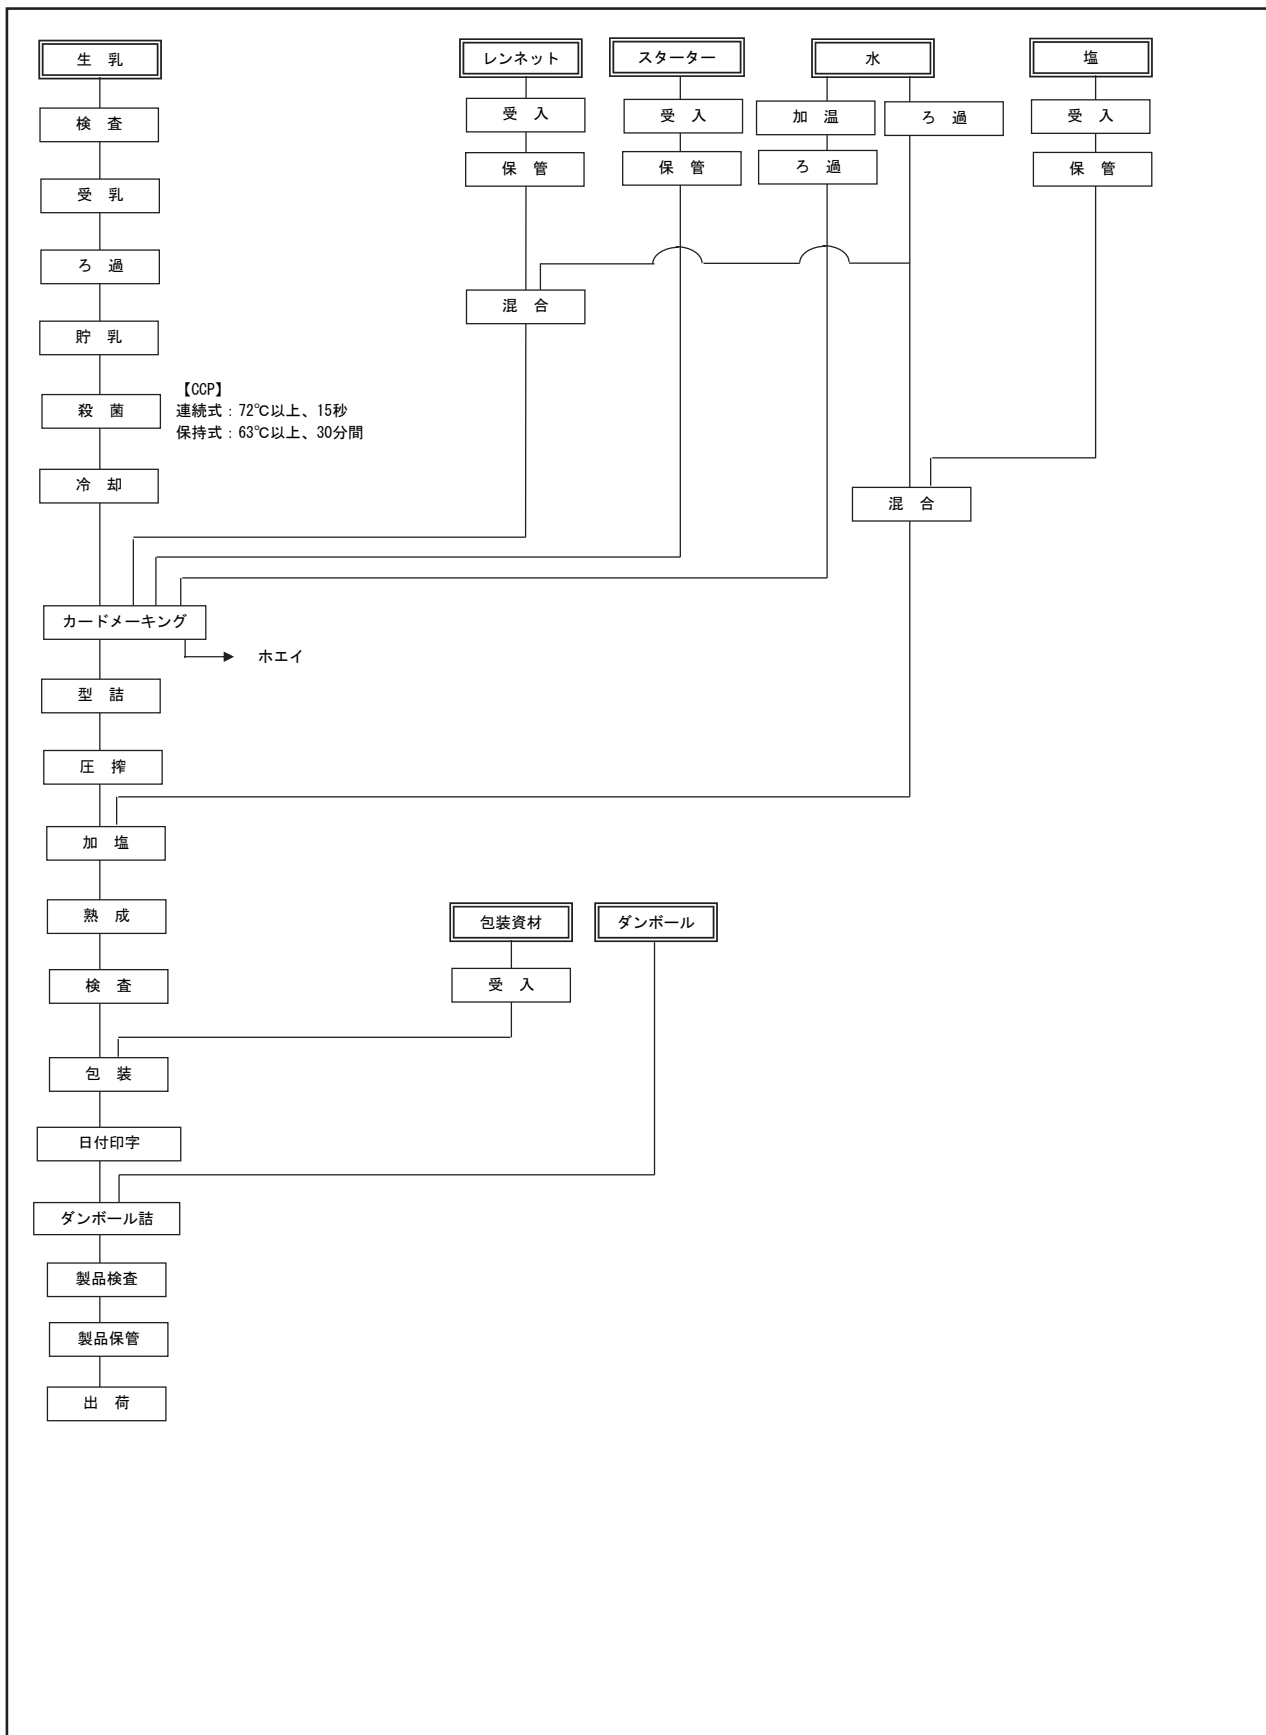 生　乳
レンネット
スターター
水
塩
検　査
受　入
受　入
加　温
ろ　過
受　入
保　管
保　管
ろ　過
保　管
受　乳
ろ　過
混　合
貯　乳
【CCP】
連続式：72℃以上、15秒
保持式：63℃以上、30分間
殺　菌
冷　却
混　合
カードメーキング
ホエイ
型　詰
圧　搾
加　塩
熟　成
包装資材
ダンボール
検　査
受　入
包　装
日付印字
ダンボール詰
製品検査
製品保管
出　荷